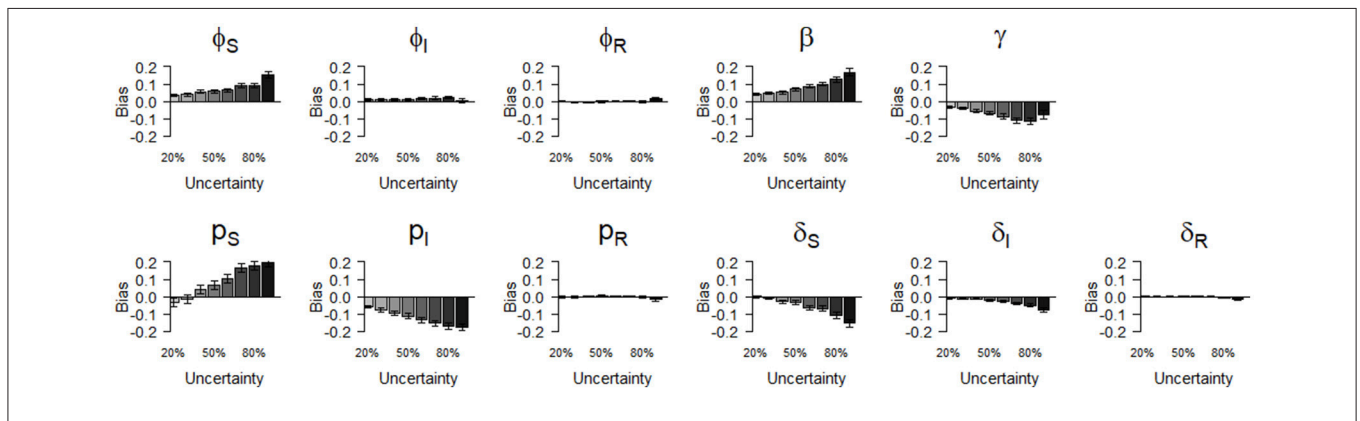 ϕS ϕI ϕR β γ
0.2 0.2 0.2 0.2 0.2
0.1 0.1 0.1 0.1 0.1
0.0 0.0 0.0 0.0 0.0
-0.1 -0.1 -0.1 -0.1 -0.1
-0.2 -0.2 -0.2 -0.2 -0.2
Bias Bias Bias Bias Bias
20% 50% 80% 20% 50% 80% 20% 50% 80% 20% 50% 80% 20% 50% 80%
Uncertainty Uncertainty Uncertainty Uncertainty Uncertainty
pS pI pR δS δI δR
0.2 0.2 0.2 0.2 0.2 0.2
0.1 0.1 0.1 0.1 0.1 0.1
0.0 0.0 0.0 0.0 0.0 0.0
-0.1 -0.1 -0.1 -0.1 -0.1 -0.1
-0.2 -0.2 -0.2 -0.2 -0.2 -0.2
Bias Bias Bias Bias Bias Bias
20% 50% 80% 20% 50% 80% 20% 50% 80% 20% 50% 80% 20% 50% 80% 20% 50% 80%
Uncertainty Uncertainty Uncertainty Uncertainty Uncertainty Uncertainty